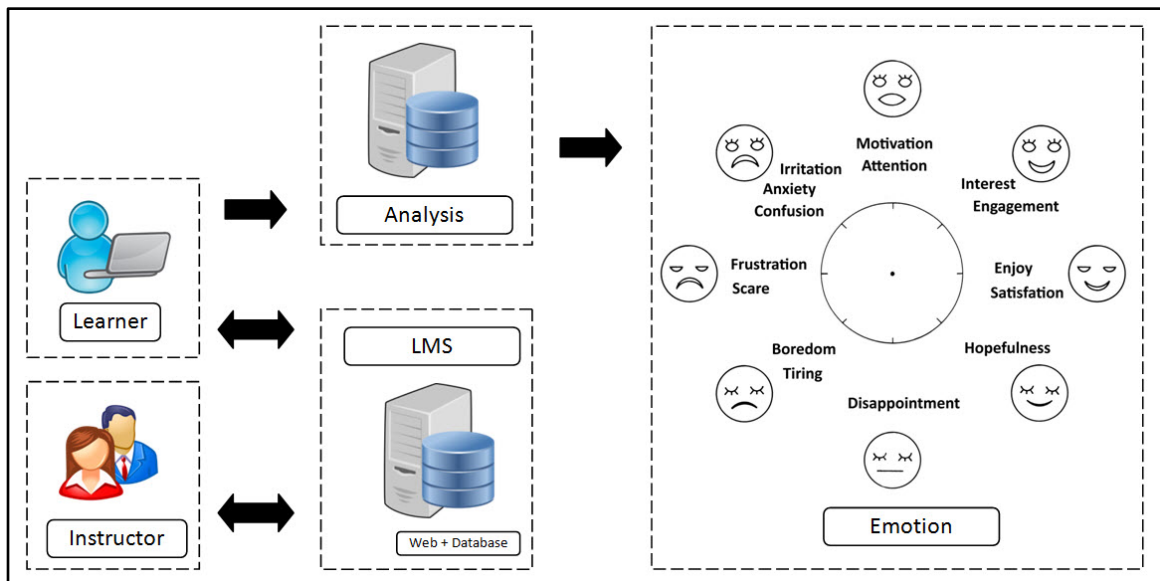 Learner
Instructor
Analysis
LMS
Web + Database
Motivation
Attention
Interest
Engagement
Enjoy
Satisfation
Hopefulness
Disappointment
Boredom
Tiring
Frustration
Scare
Irritation
Anxiety
Confusion
Emotion